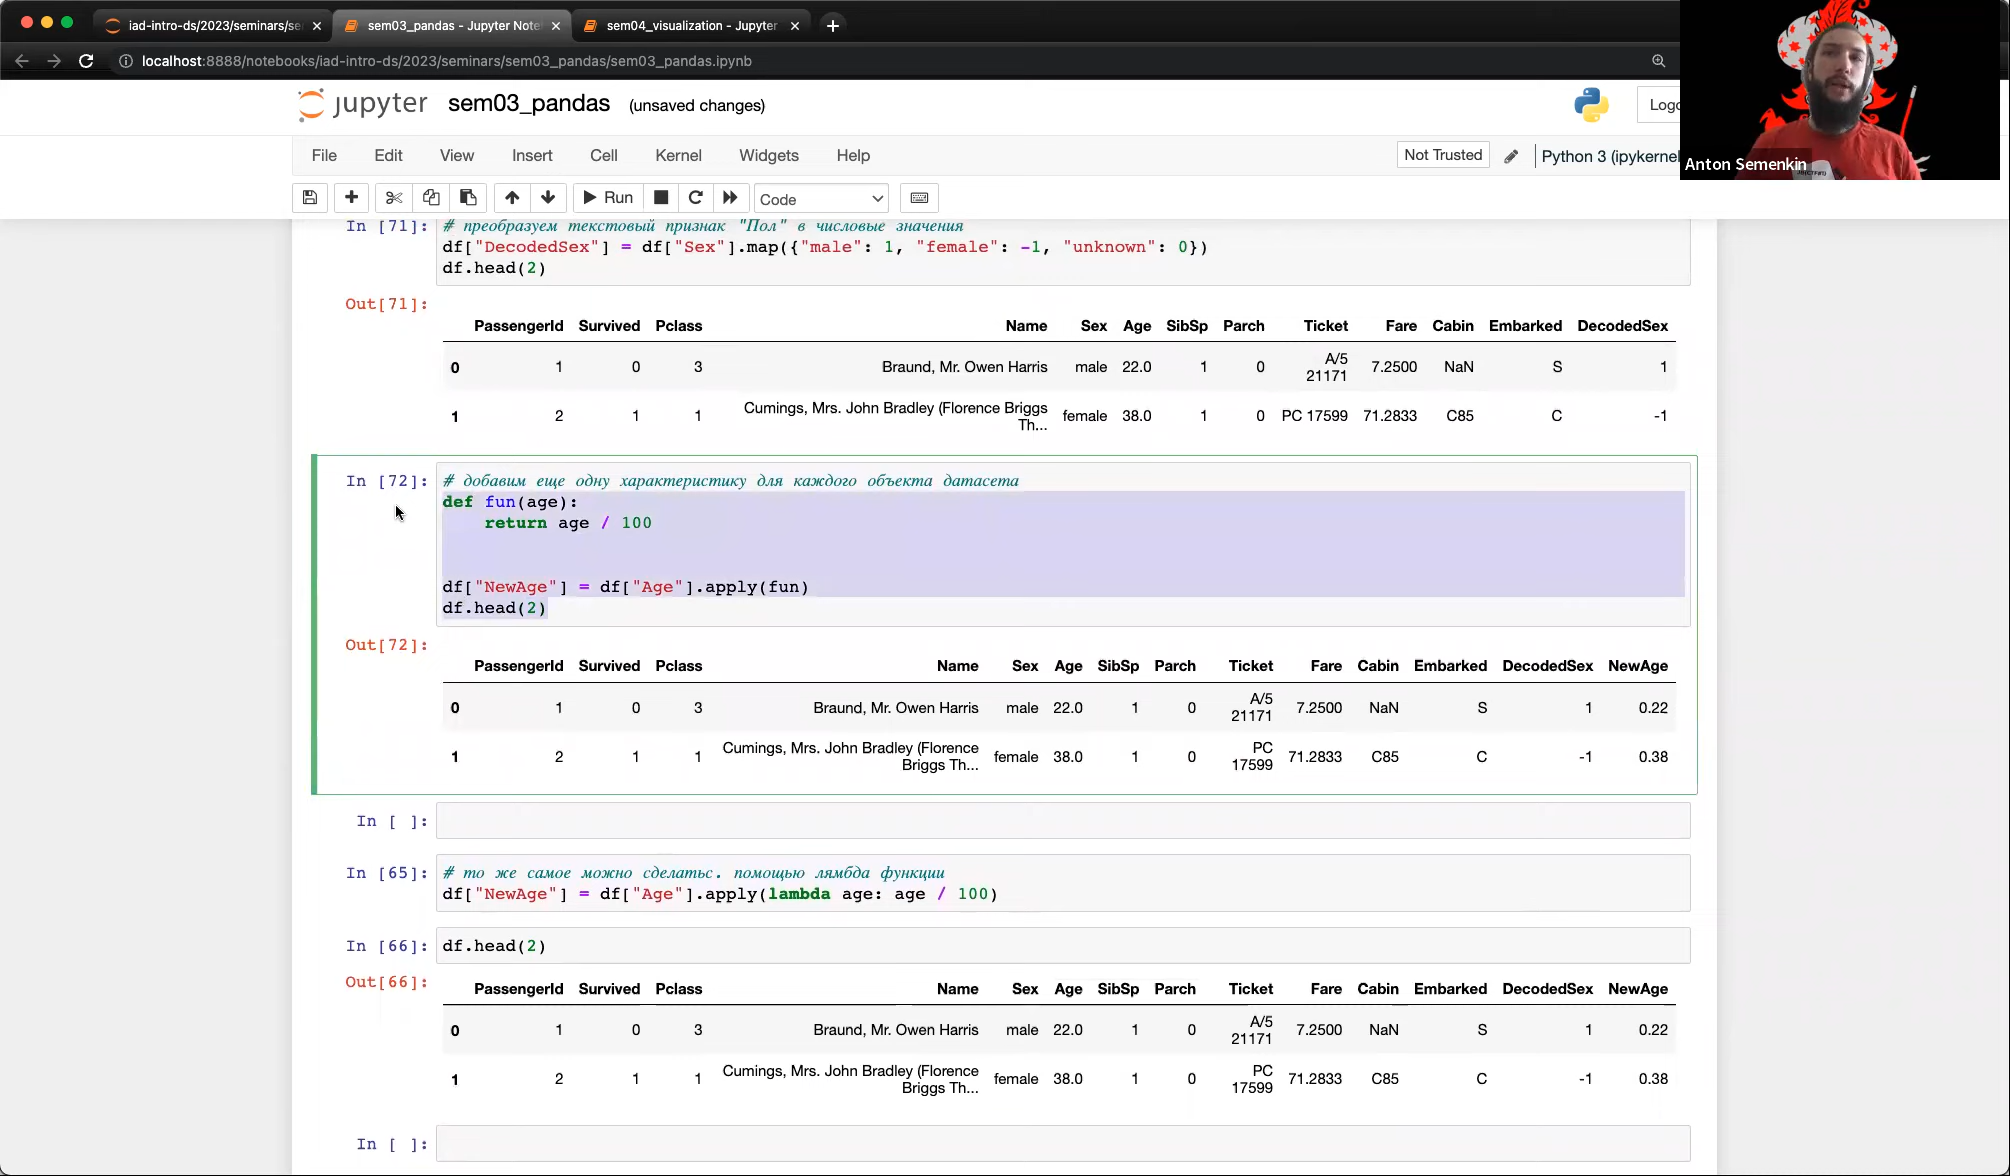 iad-intro-ds/2023/seminars/se
sem03_pandas - Jupyter Note
sem04_visualization - Jupyter
localhost:8888/notebooks/iad-intro-ds/2023/seminars/sem03_pandas/sem03_pandas.ipynb
jupyter sem03_pandas (unsaved changes)
Logo
Anton Semenkin
File Edit View Insert Cell Kernel Widgets Help
Not Trusted
Python 3 (ipykernel
Run
Code
In [71]: # преобразуем текстовый признак "Пол" в числовые значения
df["DecodedSex"] = df["Sex"].map({"male": 1, "female": -1, "unknown": 0})
df.head(2)
Out[71]:
PassengerId Survived Pclass Name Sex Age SibSp Parch Ticket Fare Cabin Embarked DecodedSex
0 1 0 3 Braund, Mr. Owen Harris male 22.0 1 0 A/5 21171 7.2500 NaN S 1
1 2 1 1 Cumings, Mrs. John Bradley (Florence Briggs Th... female 38.0 1 0 PC 17599 71.2833 C85 C -1
In [72]: # добавим еще одну характеристику для каждого объекта датасета
def fun(age):
return age / 100
df["NewAge"] = df["Age"].apply(fun)
df.head(2)
Out[72]:
PassengerId Survived Pclass Name Sex Age SibSp Parch Ticket Fare Cabin Embarked DecodedSex NewAge
0 1 0 3 Braund, Mr. Owen Harris male 22.0 1 0 A/5 21171 7.2500 NaN S 1 0.22
1 2 1 1 Cumings, Mrs. John Bradley (Florence Briggs Th... female 38.0 1 0 PC 17599 71.2833 C85 C -1 0.38
In [ ]:
In [65]: # то же самое можно сделатьс. помощью лямбда функции
df["NewAge"] = df["Age"].apply(lambda age: age / 100)
In [66]: df.head(2)
Out[66]:
PassengerId Survived Pclass Name Sex Age SibSp Parch Ticket Fare Cabin Embarked DecodedSex NewAge
0 1 0 3 Braund, Mr. Owen Harris male 22.0 1 0 A/5 21171 7.2500 NaN S 1 0.22
1 2 1 1 Cumings, Mrs. John Bradley (Florence Briggs Th... female 38.0 1 0 PC 17599 71.2833 C85 C -1 0.38
In [ ]: